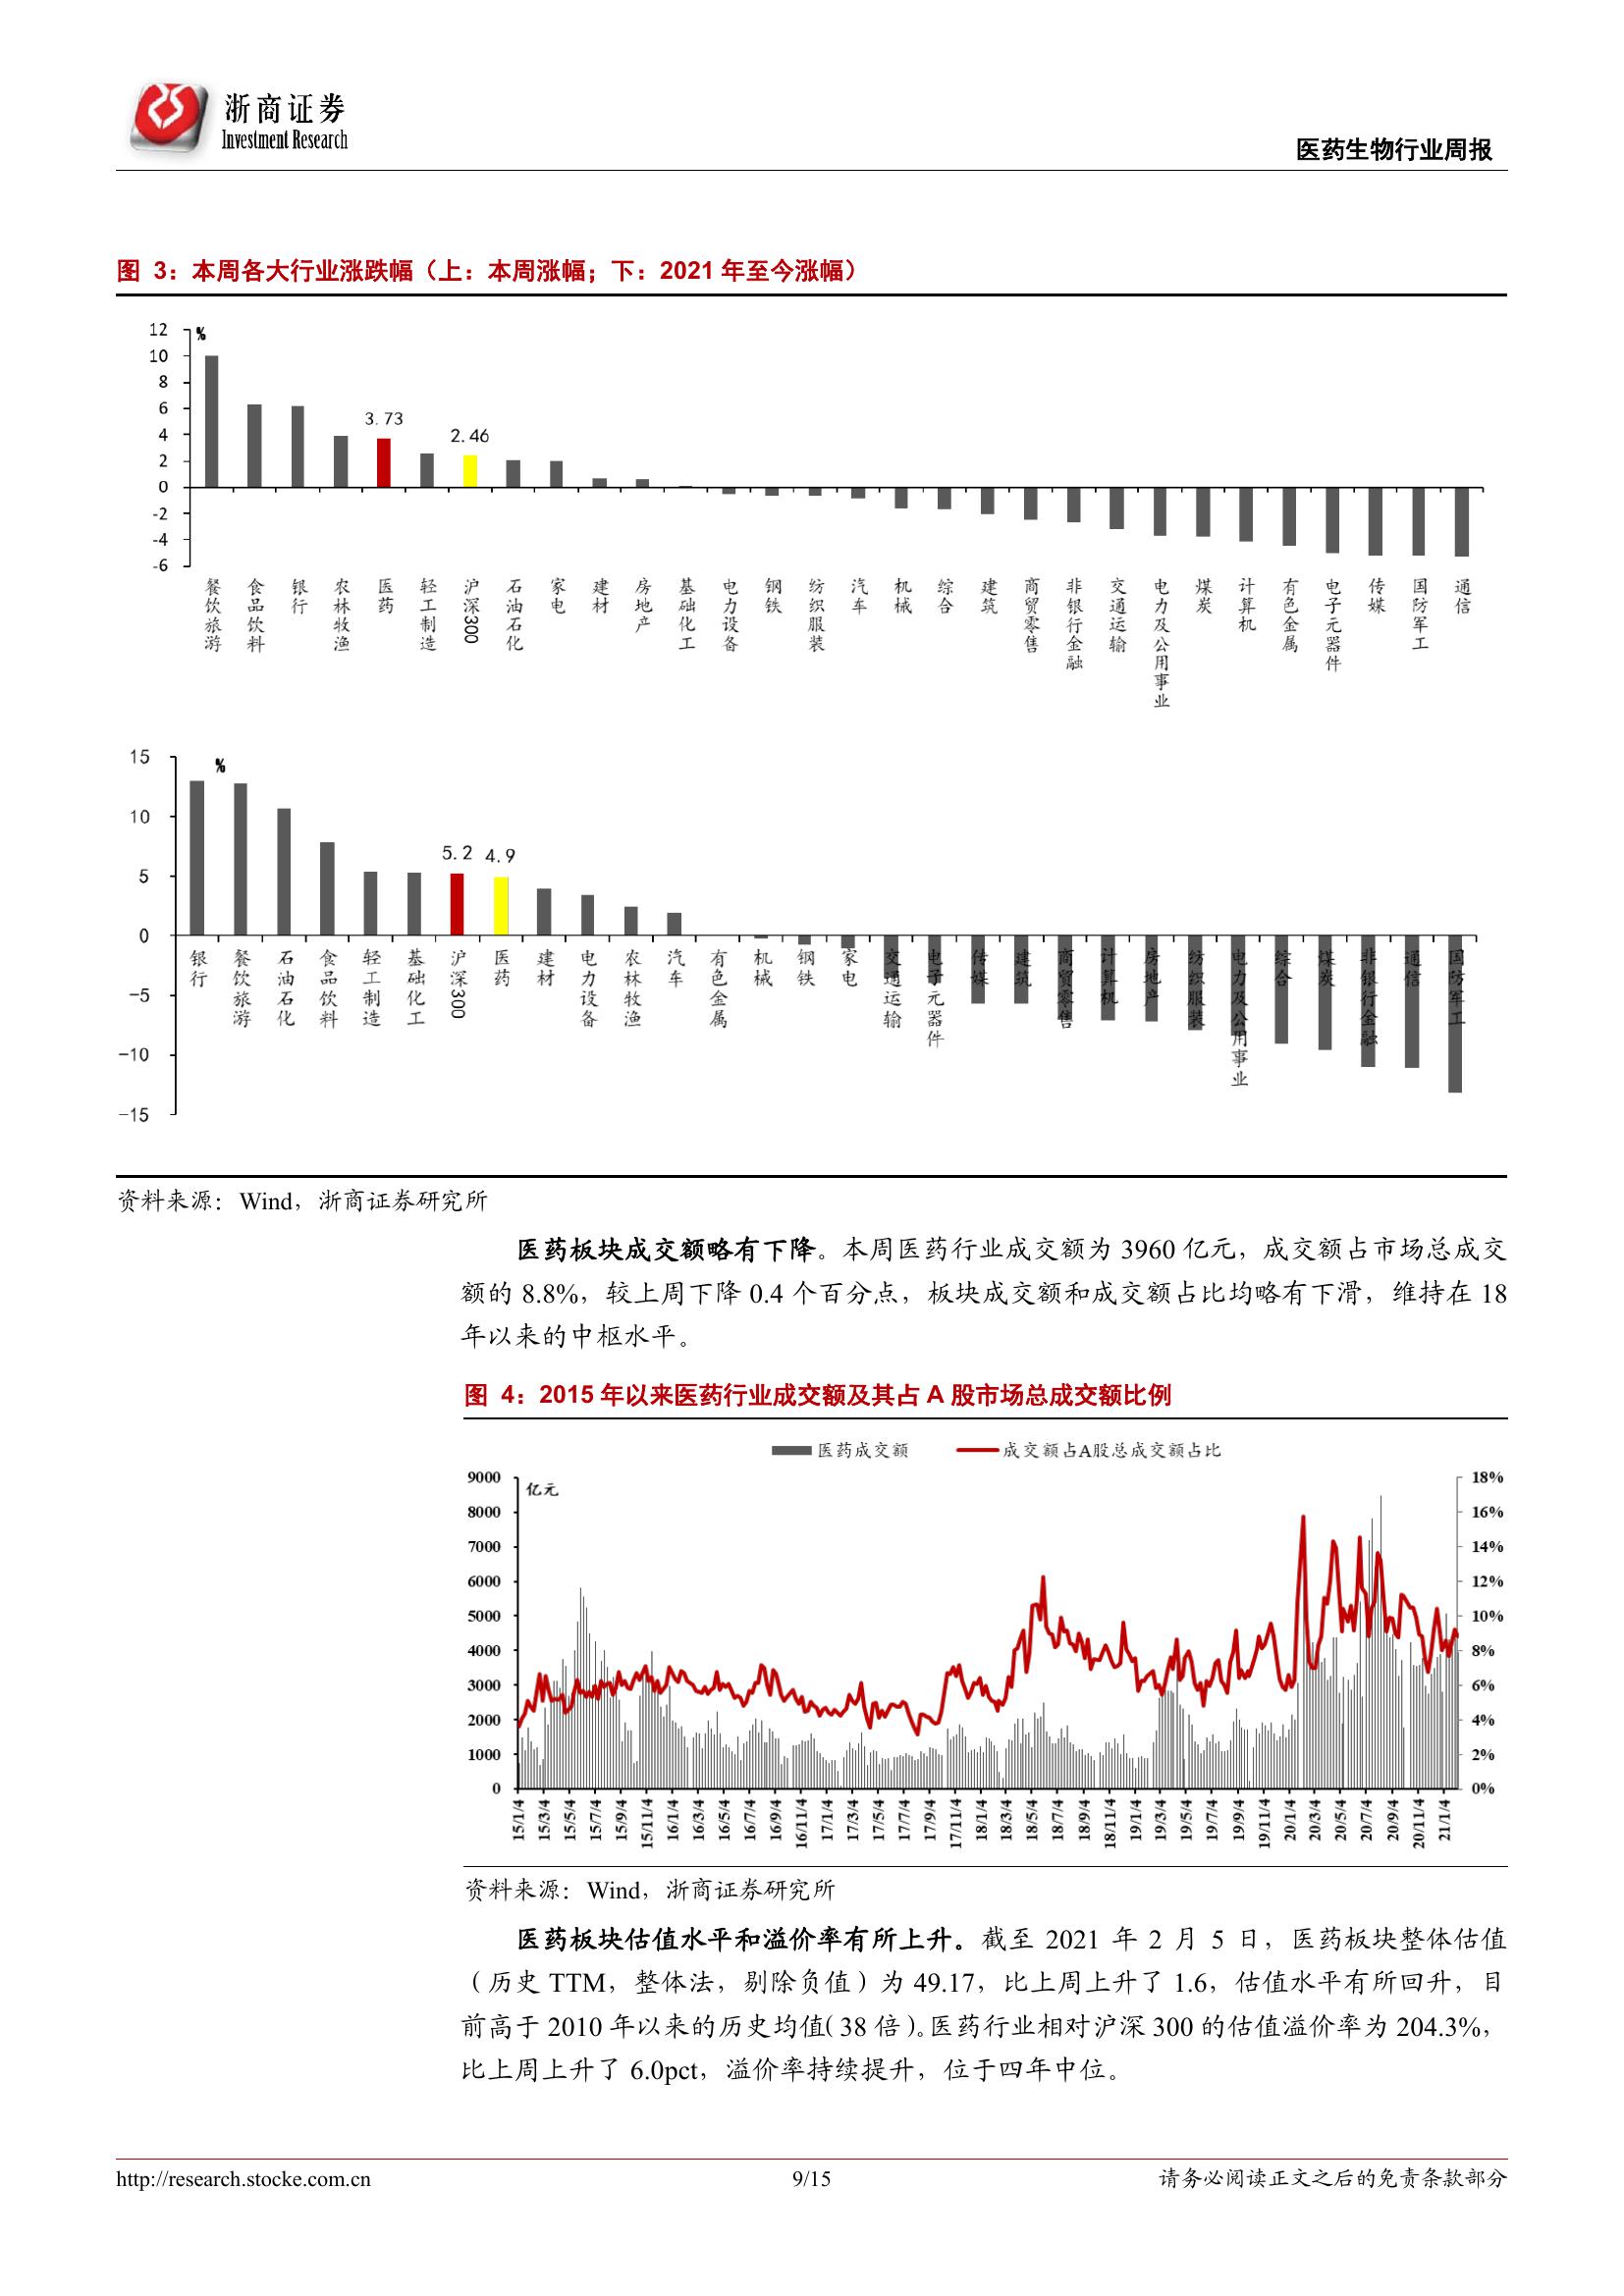 浙商证券
Investment Research
医药生物行业周报
图 3：本周各大行业涨跌幅（上：本周涨幅；下：2021 年至今涨幅）
12
10
8
6
4
2
0
-2
-4
-6
%
3.73
2.46
餐饮旅游
食品饮料
银行
农林牧渔
医药
轻工制造
沪深300
石油石化
家电
建材
房地产
基础化工
电力设备
钢铁
纺织服装
汽车
机械
综合
建筑
商贸零售
非银行金融
交通运输
电力及公用事业
煤炭
计算机
有色金属
电子元器件
传媒
国防军工
通信
15
10
5
0
-5
-10
-15
%
5.2
4.9
银行
餐饮旅游
石油石化
食品饮料
轻工制造
基础化工
沪深300
医药
建材
电力设备
农林牧渔
汽车
有色金属
机械
钢铁
家电
交通运输
电子元器件
传媒
建筑
商贸零售
计算机
房地产
纺织服装
电力及公用事业
综合
煤炭
非银行金融
通信
国防军工
资料来源：Wind，浙商证券研究所
医药板块成交额略有下降。本周医药行业成交额为 3960 亿元，成交额占市场总成交
额的 8.8%，较上周下降 0.4 个百分点，板块成交额和成交额占比均略有下滑，维持在 18
年以来的中枢水平。
图 4：2015 年以来医药行业成交额及其占 A 股市场总成交额比例
医药成交额
成交额占A股总成交额占比
亿元
9000
8000
7000
6000
5000
4000
3000
2000
1000
0
18%
16%
14%
12%
10%
8%
6%
4%
2%
0%
15/1/4
15/3/4
15/5/4
15/7/4
15/9/4
15/11/4
16/1/4
16/3/4
16/5/4
16/7/4
16/9/4
16/11/4
17/1/4
17/3/4
17/5/4
17/7/4
17/9/4
17/11/4
18/1/4
18/3/4
18/5/4
18/7/4
18/9/4
18/11/4
19/1/4
19/3/4
19/5/4
19/7/4
19/9/4
19/11/4
20/1/4
20/3/4
20/5/4
20/7/4
20/9/4
20/11/4
21/1/4
资料来源：Wind，浙商证券研究所
医药板块估值水平和溢价率有所上升。截至 2021 年 2 月 5 日，医药板块整体估值
（历史 TTM，整体法，剔除负值）为 49.17，比上周上升了 1.6，估值水平有所回升，目
前高于 2010 年以来的历史均值（38 倍）。医药行业相对沪深 300 的估值溢价率为 204.3%，
比上周上升了 6.0pct，溢价率持续提升，位于四年中位。
http://research.stocke.com.cn
9/15
请务必阅读正文之后的免责条款部分